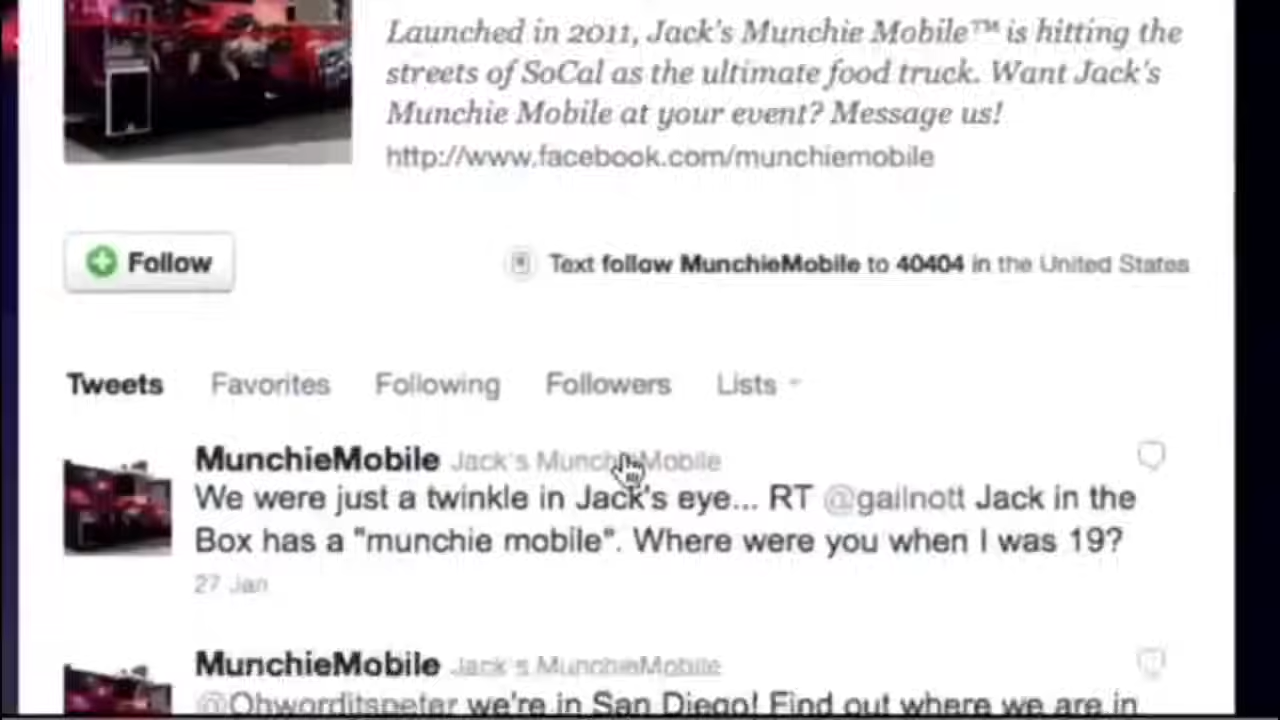 Launched in 2011, Jack's Munchie Mobile™ is hitting the
streets of SoCal as the ultimate food truck. Want Jack's
Munchie Mobile at your event? Message us!
http://www.facebook.com/munchiemobile
Follow
Text follow MunchieMobile to 40404 in the United States
Tweets Favorites Following Followers Lists
MunchieMobile Jack's MunchieMobile
We were just a twinkle in Jack's eye... RT @gailnott Jack in the
Box has a "munchie mobile". Where were you when I was 19?
27 Jan
MunchieMobile Jack's MunchieMobile
@Ohworditspeter we're in San Diego! Find out where we are in